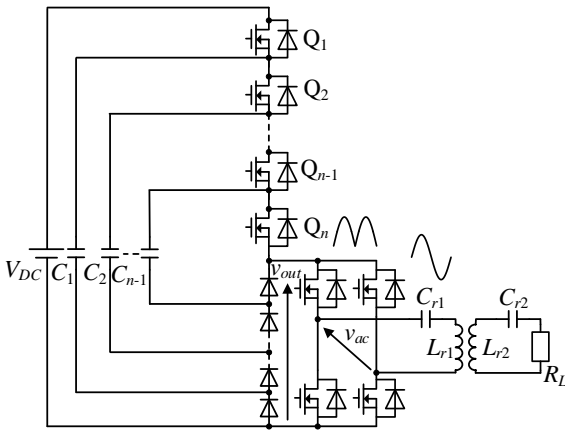 Q1
Q2
Qn-1
Qn
VDC C1 C2 Cn-1
vout
vac
Cr1 Cr2
Lr1 Lr2
RL